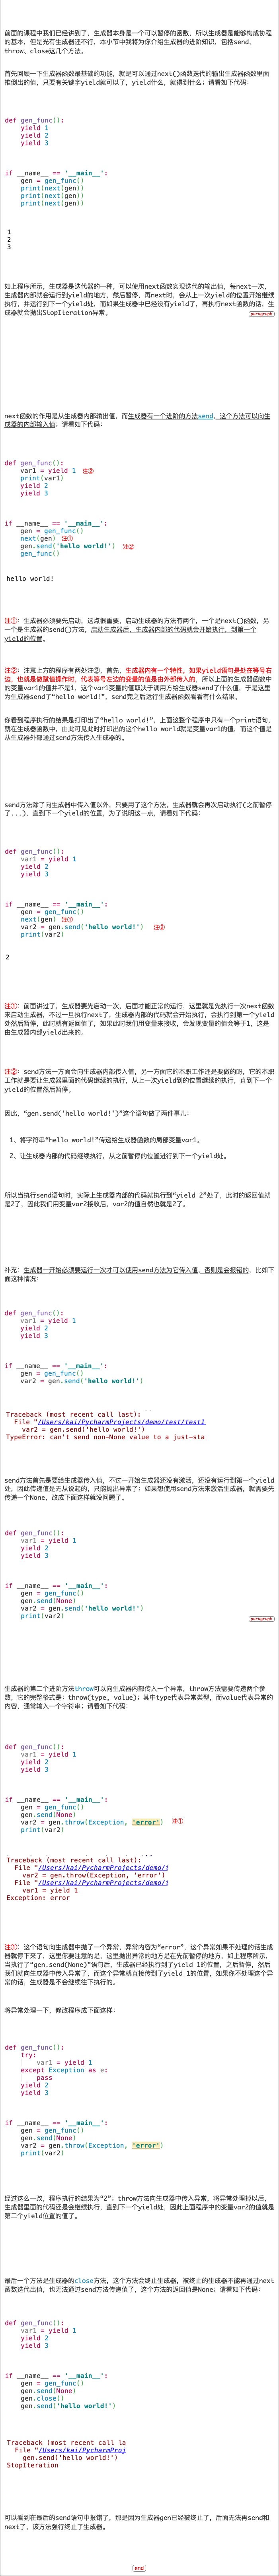 前面的课程中我们已经讲到了，生成器本身是一个可以暂停的函数，所以生成器是能够构成协程
的基本，但是光有生成器还不行，本小节中我将为你介绍生成器的进阶知识，包括send、
throw、close这几个方法。
首先回顾一下生成器函数最基础的功能，就是可以通过next()函数迭代的输出生成器函数里面
推倒出的值，只要有关键字yield就可以了，yield什么，就得到什么；请看如下代码：
def gen_func():
    yield 1
    yield 2
    yield 3
if __name__ == '__main__':
    gen = gen_func()
    print(next(gen))
    print(next(gen))
    print(next(gen))
1
2
3
如上程序所示，生成器是迭代器的一种，可以使用next函数实现迭代的输出值，每next一次，
生成器内部就会运行到yield的地方，然后暂停，再next时，会从上一次yield的位置开始继续
执行，并运行到下一个yield处，而如果生成器中已经没有yield了，再执行next函数的话，生
成器就会抛出StopIteration异常。
paragraph
next函数的作用是从生成器内部输出值，而生成器有一个进阶的方法send，这个方法可以向生
成器的内部输入值；请看如下代码：
def gen_func():
    var1 = yield 1 注②
    print(var1)
    yield 2
    yield 3
if __name__ == '__main__':
    gen = gen_func()
    next(gen) 注①
    gen.send('hello world!') 注②
    gen_func()
hello world!
注①：生成器必须要先启动，这点很重要，启动生成器的方法有两个，一个是next()函数，另
一个是生成器的send()方法，启动生成器后，生成器内部的代码就会开始执行，到第一个
yield的位置。
注②：注意上方的程序有两处注②，首先，生成器内有一个特性，如果yield语句是处在等号右
边，也就是做赋值操作时，代表等号左边的变量的值是由外部传入的，所以上面的生成器函数中
的变量var1的值并不是1，这个var1变量的值取决于调用方给生成器send了什么值，于是这里
为生成器send了“hello world!”，send完之后运行生成器函数看看有什么结果。
你看到程序执行的结果是打印出了“hello world!”，上面这整个程序中只有一个print语句，
就在生成器函数中，由此可见此时打印出的这个hello world就是变量var1的值，而这个值是
从生成器外部通过send方法传入生成器的。
send方法除了向生成器中传入值以外，只要用了这个方法，生成器就会再次启动执行(之前暂停
了...)，直到下一个yield的位置，为了说明这一点，请看如下代码：
def gen_func():
    var1 = yield 1
    yield 2
    yield 3
if __name__ == '__main__':
    gen = gen_func()
    next(gen) 注①
    var2 = gen.send('hello world!') 注②
    print(var2)
2
注①：前面讲过了，生成器要先启动一次，后面才能正常的运行，这里就是先执行一次next函数
来启动生成器，不过一旦执行next了，生成器内部的代码就会开始执行，会执行到第一个yield
处然后暂停，此时就有返回值了，如果此时我们用变量来接收，会发现变量的值会等于1，这是
由生成器内部yield出来的。
注②：send方法一方面会向生成器内部传入值，另一方面它的本职工作还是要做的呀，它的本职
工作就是要让生成器里面的代码继续的执行，从上一次yield到的位置继续的执行，直到下一个
yield的位置然后暂停。
因此，“gen.send('hello world!')”这个语句做了两件事儿：
1、将字符串“hello world!”传递给生成器函数的局部变量var1。
2、让生成器内部的代码继续执行，从之前暂停的位置进行到下一个yield处。
所以当执行send语句时，实际上生成器内部的代码就执行到“yield 2”处了，此时的返回值就
是2了，因此我们用变量var2接收后，var2的值自然也就是2了。
补充：生成器一开始必须要运行一次才可以使用send方法为它传入值，否则是会报错的，比如下
面这种情况：
def gen_func():
    var1 = yield 1
    yield 2
    yield 3
if __name__ == '__main__':
    gen = gen_func()
    var2 = gen.send('hello world!')
Traceback (most recent call last):
  File "/Users/kai/PycharmProjects/demo/test/test1
    var2 = gen.send('hello world!')
TypeError: can't send non-None value to a just-sta
send方法首先是要给生成器传入值，不过一开始生成器还没有激活，还没有运行到第一个yield
处，因此传递值是无从说起的，只能抛出异常了；如果想使用send方法来激活生成器，就需要先
传递一个None，改成下面这样就没问题了：
def gen_func():
    var1 = yield 1
    yield 2
    yield 3
if __name__ == '__main__':
    gen = gen_func()
    gen.send(None)
    var2 = gen.send('hello world!')
    print(var2)
paragraph
生成器的第二个进阶方法throw可以向生成器内部传入一个异常，throw方法需要传递两个参
数，它的完整格式是：throw(type, value)；其中type代表异常类型，而value代表异常的
内容，通常输入一个字符串；请看如下代码：
def gen_func():
    var1 = yield 1
    yield 2
    yield 3
if __name__ == '__main__':
    gen = gen_func()
    gen.send(None)
    var2 = gen.throw(Exception, 'error') 注①
    print(var2)
Traceback (most recent call last):
  File "/Users/kai/PycharmProjects/demo/t
    var2 = gen.throw(Exception, 'error')
  File "/Users/kai/PycharmProjects/demo/
    var1 = yield 1
Exception: error
注①：这个语句向生成器中抛了一个异常，异常内容为“error”，这个异常如果不处理的话生成
器就停下来了，这里你要注意的是，这里抛出异常的地方是在先前暂停的地方，如上程序所示，
当执行了“gen.send(None)”语句后，生成器已经执行到了yield 1的位置，之后暂停，然后
我们就向生成器中传入异常了，而这个异常就直接传到了yield 1的位置，如果你不处理这个异
常的话，生成器是不会继续往下执行的。
将异常处理一下，修改程序成下面这样：
def gen_func():
    try:
        var1 = yield 1
    except Exception as e:
        pass
    yield 2
    yield 3
if __name__ == '__main__':
    gen = gen_func()
    gen.send(None)
    var2 = gen.throw(Exception, 'error')
    print(var2)
经过这么一改，程序执行的结果为“2”；throw方法向生成器中传入异常，将异常处理掉以后，
生成器里面的代码还是会继续执行，直到下一个yield处，因此上面程序中的变量var2的值就是
第二个yield位置的值了。
最后一个方法是生成器的close方法，这个方法会终止生成器，被终止的生成器不能再通过next
函数迭代出值，也无法通过send方法传递值了，这个方法的返回值是None；请看如下代码：
def gen_func():
    var1 = yield 1
    yield 2
    yield 3
if __name__ == '__main__':
    gen = gen_func()
    gen.send(None)
    gen.close()
    gen.send('hello world!')
Traceback (most recent call la
  File "/Users/kai/PycharmProj
    gen.send('hello world!')
StopIteration
可以看到在最后的send语句中报错了，那是因为生成器gen已经被终止了，后面无法再send和
next了，该方法强行终止了生成器。
end